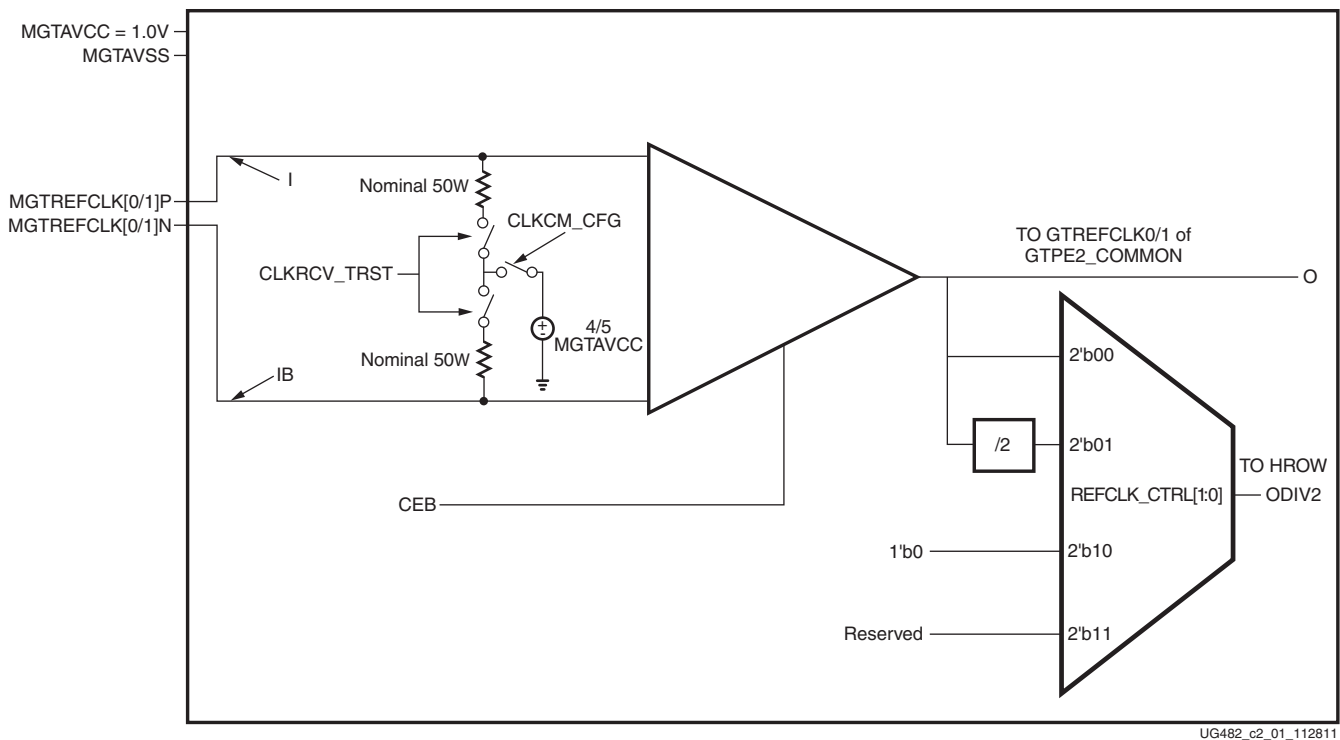 MGTAVCC = 1.0V
MGTAVSS
I
Nominal 50W
MGTREFCLK[0/1]P
MGTREFCLK[0/1]N
CLKCM_CFG
TO GTREFCLK0/1 of
GTPE2_COMMON
CLKRCV_TRST
O
4/5
MGTAVCC
+
-
Nominal 50W
2'b00
IB
/2
2'b01
TO HROW
REFCLK_CTRL[1:0]
ODIV2
CEB
1'b0
2'b10
Reserved
2'b11
UG482_c2_01_112811